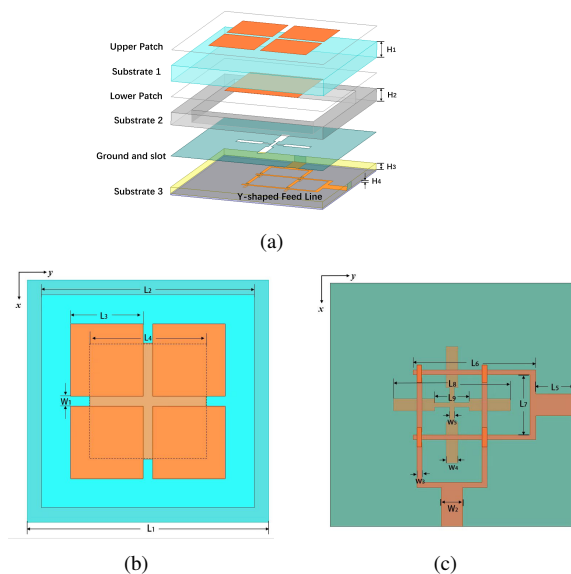 Upper Patch
H1
Substrate 1
Lower Patch
H2
Substrate 2
Ground and slot
H3
H4
Substrate 3
Y-shaped Feed Line
(a)
y
x
L2
L3
L4
W1
L1
(b)
y
x
L6
L8
L5
L9
L7
W5
W4
W3
W2
(c)